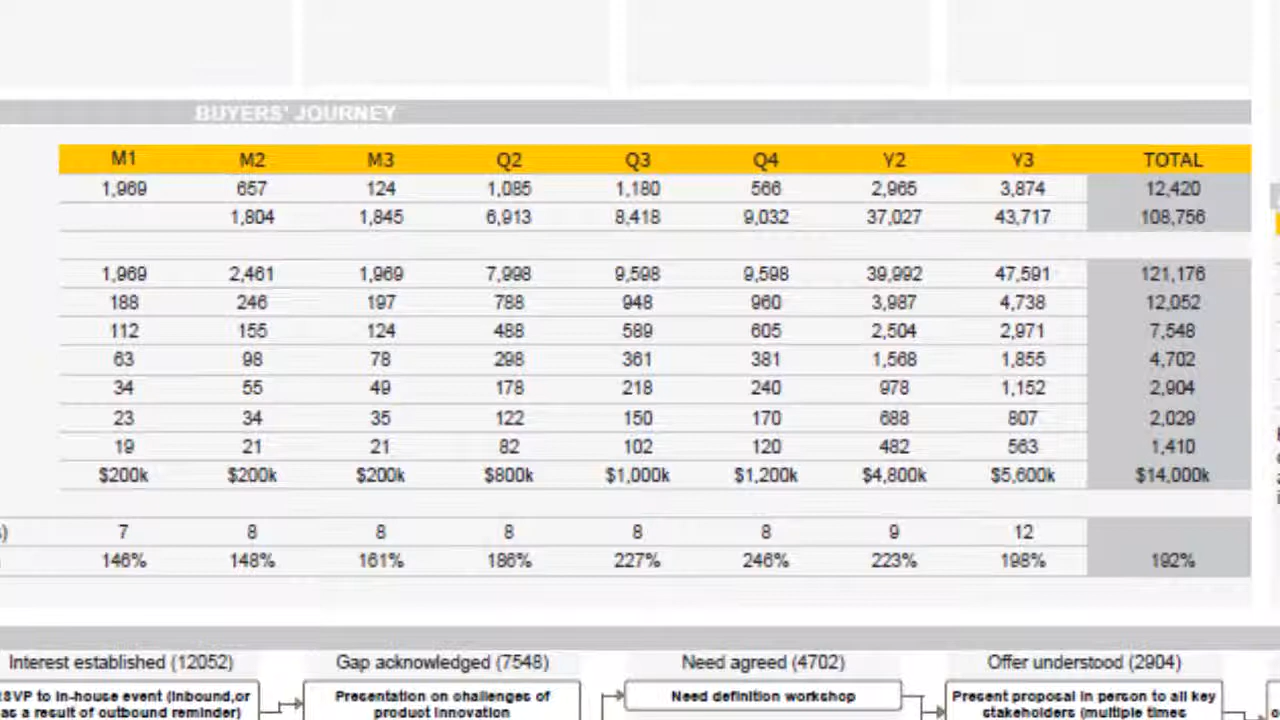 BUYERS' JOURNEY
M1 M2 M3 Q2 Q3 Q4 Y2 Y3 TOTAL
1,969 657 124 1,085 1,180 566 2,965 3,874 12,420
1,804 1,845 6,913 8,418 9,032 37,027 43,717 108,756
1,969 2,461 1,969 7,998 9,598 9,598 39,992 47,591 121,176
188 246 197 788 948 960 3,987 4,738 12,052
112 155 124 488 589 605 2,504 2,971 7,548
63 98 78 298 361 381 1,568 1,855 4,702
34 55 49 178 218 240 978 1,152 2,904
23 34 35 122 150 170 688 807 2,029
19 21 21 82 102 120 482 563 1,410
$200k $200k $200k $800k $1,000k $1,200k $4,800k $5,600k $14,000k
7 8 8 8 8 8 9 12
146% 148% 161% 186% 227% 246% 223% 198% 192%
Interest established (12052) Gap acknowledged (7548) Need agreed (4702) Offer understood (2904)
RSVP to in-house event (inbound,or Presentation on challenges of Need definition workshop Present proposal in person to all key
as a result of outbound reminder) product innovation stakeholders (multiple times